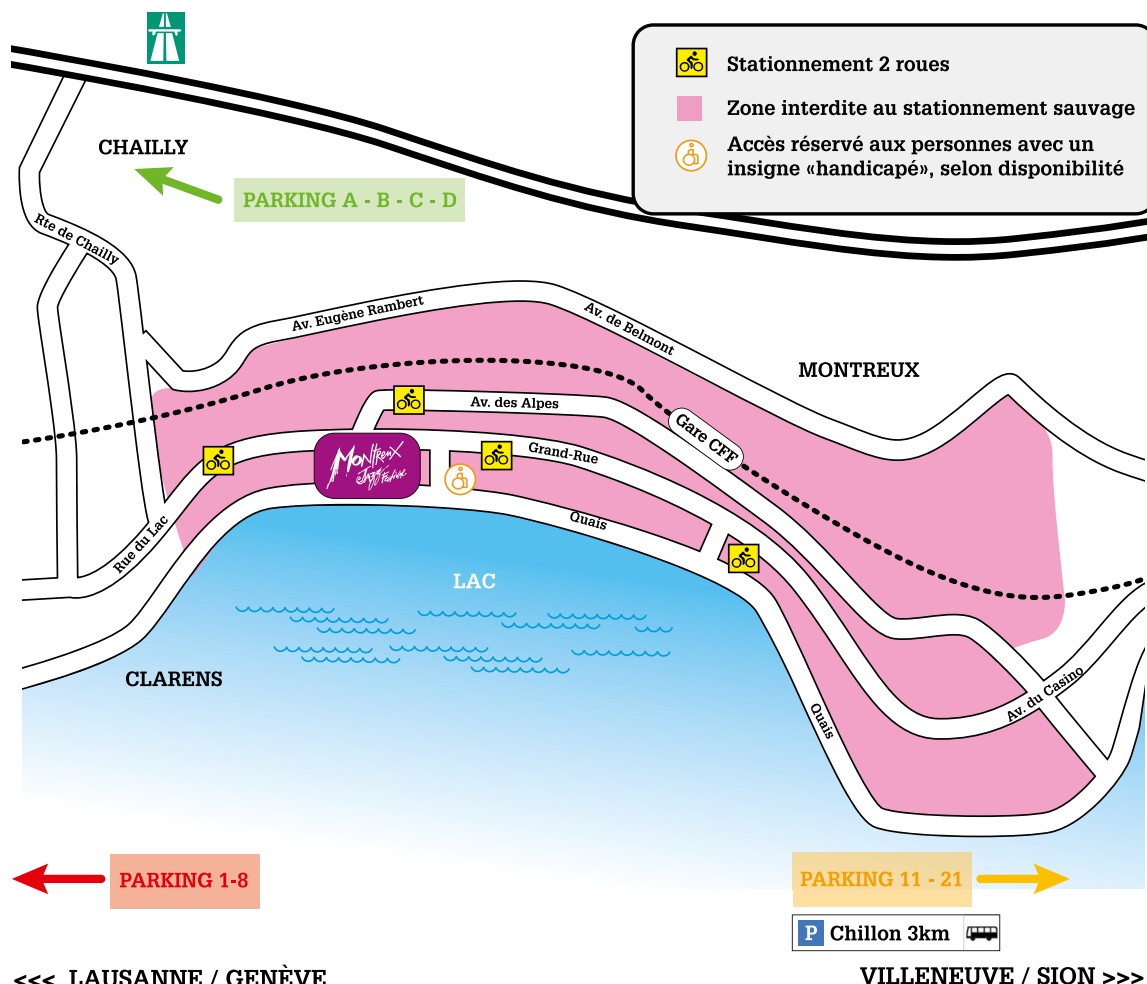 Stationnement 2 roues
Zone interdite au stationnement sauvage
Accès réservé aux personnes avec un
insigne «handicapé», selon disponibilité
CHAILLY
PARKING A - B - C - D
Rte de Chailly
Av. Eugène Rambert
Av. de Belmont
MONTREUX
Av. des Alpes
Gare CFF
Grand-Rue
MONTREUX
Jazz Festival
Quais
Rue du Lac
LAC
CLARENS
Quais
Av. du Casino
PARKING 1-8
PARKING 11 - 21
P Chillon 3km
<<< LAUSANNE / GENÈVE
VILLENEUVE / SION >>>